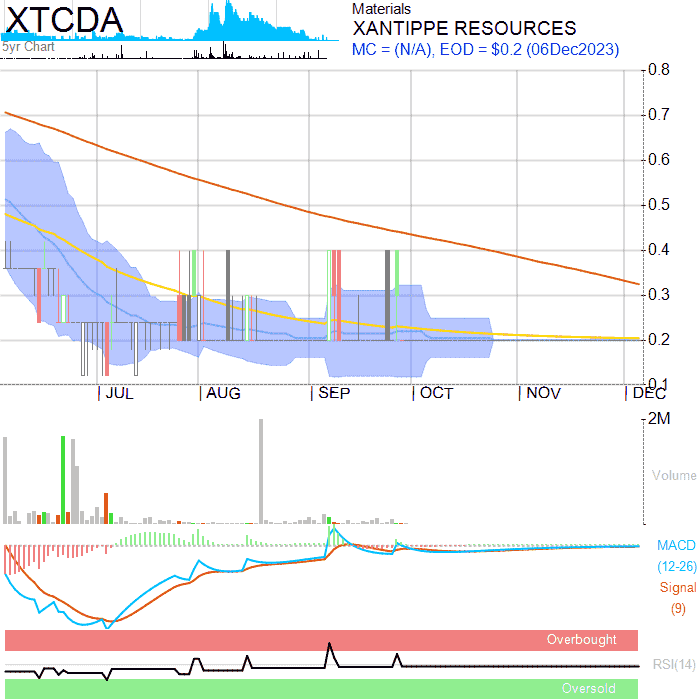 XTCDA
5yr Chart
Materials
XANTIPPE RESOURCES
MC = (N/A), EOD = $0.2 (06Dec2023)
0.8
0.7
0.6
0.5
0.4
0.3
0.2
0.1
JUL AUG SEP OCT NOV DEC
2M
Volume
MACD
(12-26)
Signal
(9)
Overbought
RSI(14)
Oversold